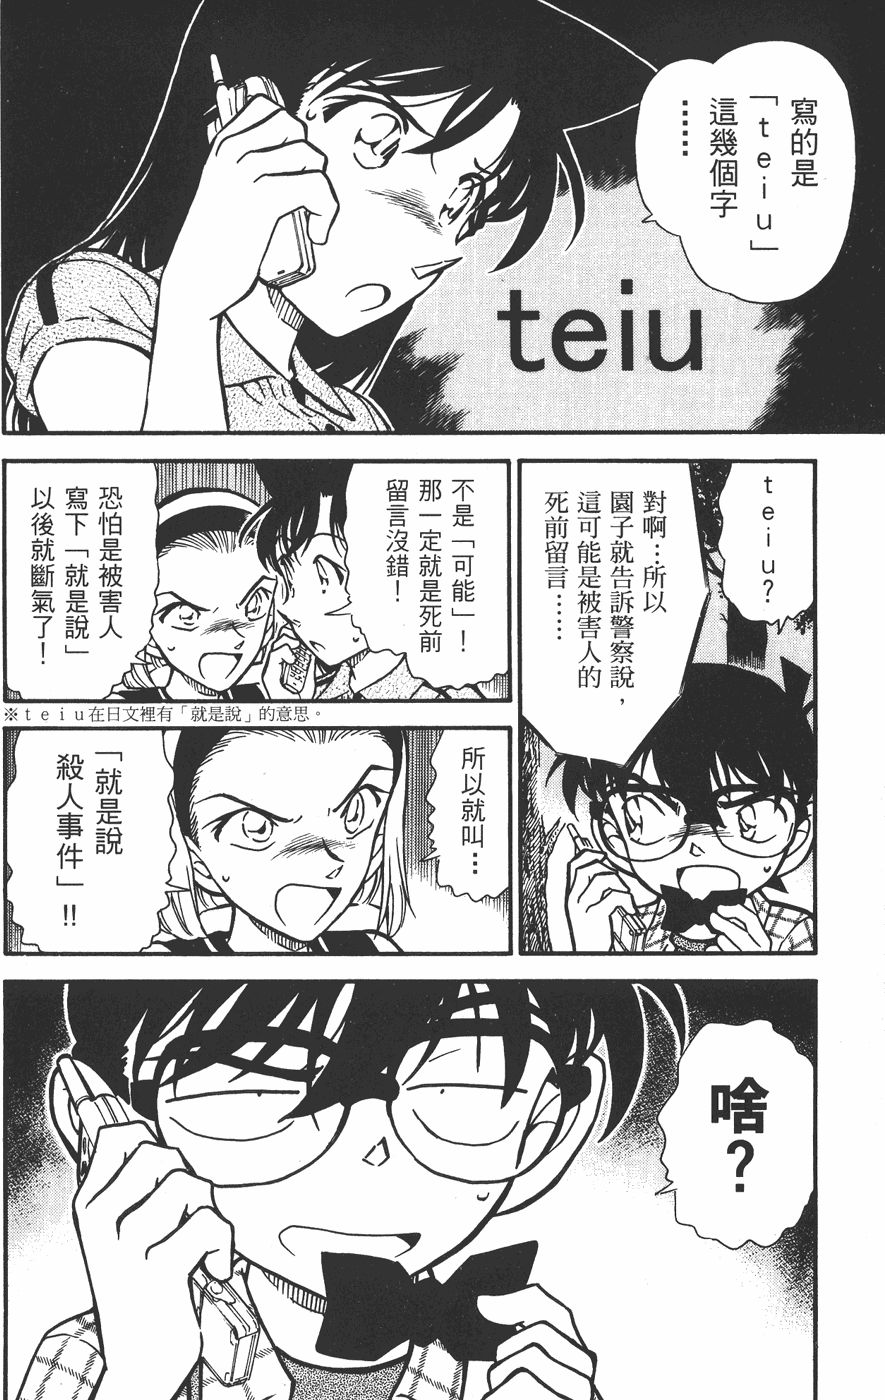 寫的是
「teiu」
這幾個字
……
teiu
teiu?
對啊…所以
園子就告訴警察說，
這可能是被害人的
死前留言……
不是「可能」！
那一定就是死前
留言沒錯！
恐怕是被害人
寫下「就是說」
以後就斷氣了！
※teiu在日文裡有「就是說」的意思。
所以就叫…
「就是說
殺人事件」!!
啥？